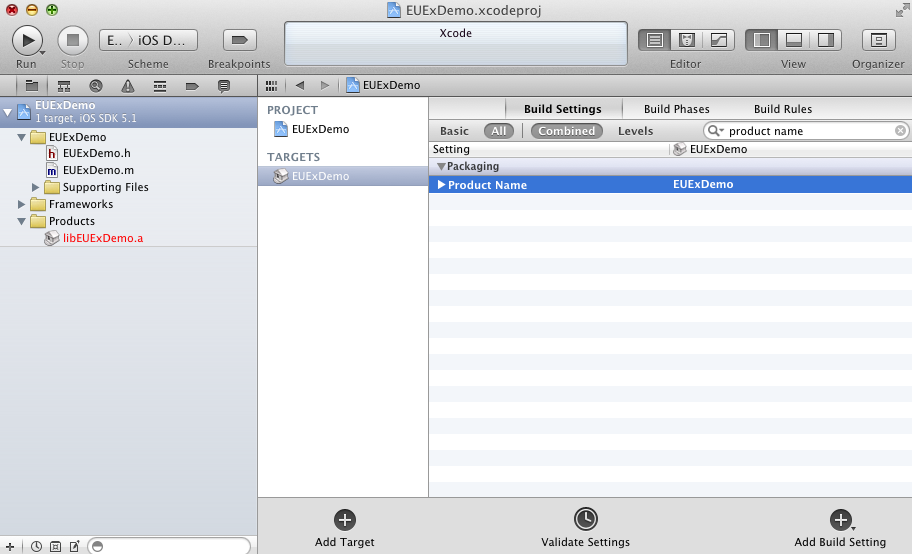 EUExDemo.xcodeproj
E.. 〉 iOS D...
Xcode
Run
Stop
Scheme
Breakpoints
Editor
View
Organizer
EUExDemo
EUExDemo
1 target, iOS SDK 5.1
EUExDemo
h EUExDemo.h
m EUExDemo.m
Supporting Files
Frameworks
Products
libEUExDemo.a
PROJECT
EUExDemo
TARGETS
EUExDemo
Build Settings Build Phases Build Rules
Basic All Combined Levels product name
Setting EUExDemo
Packaging
Product Name EUExDemo
Add Target
Validate Settings
Add Build Setting